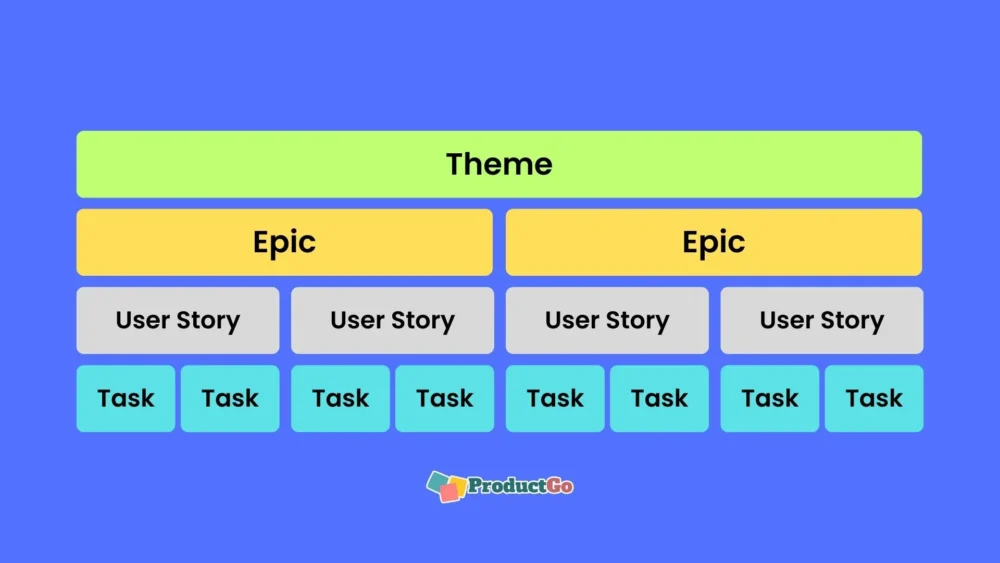 Theme
Epic Epic
User Story User Story User Story User Story
Task Task Task Task Task Task Task Task
ProductGo